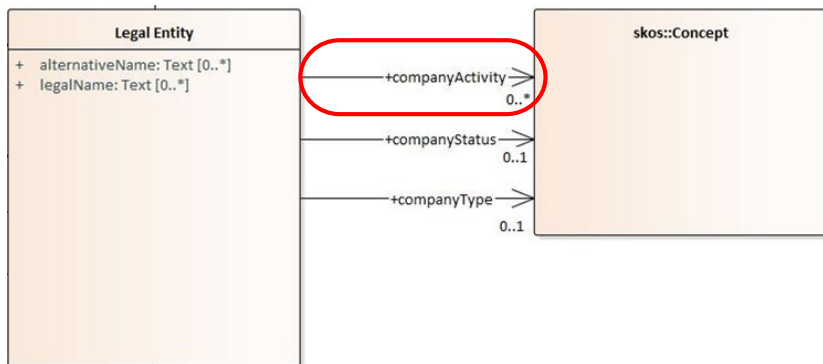 Legal Entity
+ alternativeName: Text [0..*]
+ legalName: Text [0..*]
+companyActivity
0..*
+companyStatus
0..1
+companyType
0..1
skos::Concept